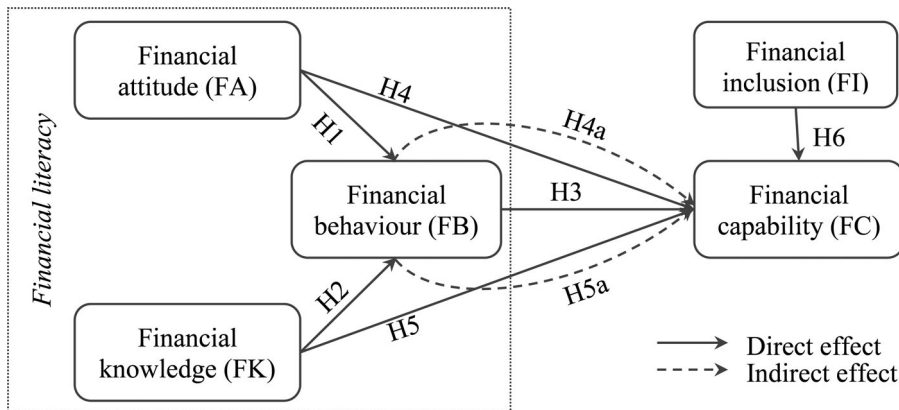 Financial
attitude (FA)
Financial
inclusion (FI)
H4
H1
H4a
H6
Financial literacy
Financial
behaviour (FB)
H3
Financial
capability (FC)
H2
H5
H5a
Financial
knowledge (FK)
Direct effect
Indirect effect